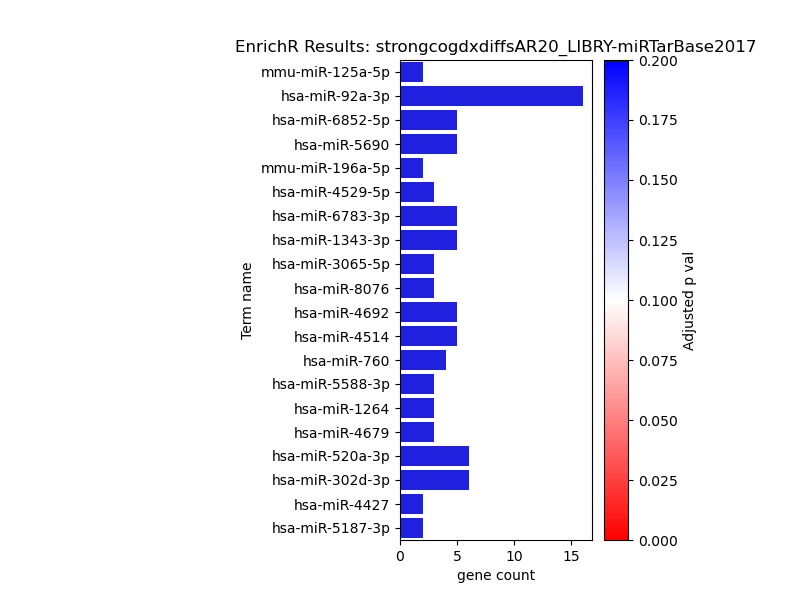 EnrichR Results: strongcogdxdiffsAR20_LIBRY-miRTarBase2017
mmu-miR-125a-5p
hsa-miR-92a-3p
hsa-miR-6852-5p
hsa-miR-5690
mmu-miR-196a-5p
hsa-miR-4529-5p
hsa-miR-6783-3p
hsa-miR-1343-3p
hsa-miR-3065-5p
hsa-miR-8076
hsa-miR-4692
hsa-miR-4514
hsa-miR-760
hsa-miR-5588-3p
hsa-miR-1264
hsa-miR-4679
hsa-miR-520a-3p
hsa-miR-302d-3p
hsa-miR-4427
hsa-miR-5187-3p
Term name
0 5 10 15
gene count
0.200
0.175
0.150
0.125
0.100
0.075
0.050
0.025
0.000
Adjusted p val